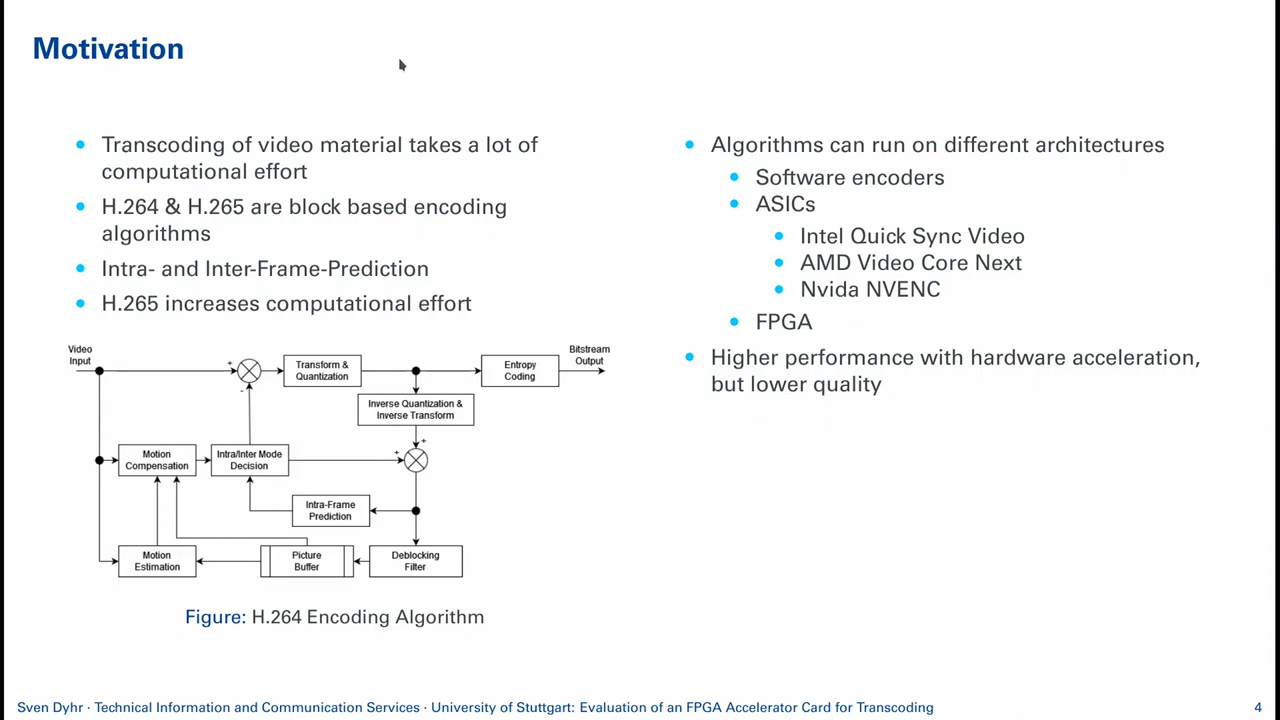 Motivation
Transcoding of video material takes a lot of
computational effort
H.264 & H.265 are block based encoding
algorithms
Intra- and Inter-Frame-Prediction
H.265 increases computational effort
Video
Input
+
-
Transform &
Quantization
Entropy
Coding
Bitstream
Output
Inverse Quantization &
Inverse Transform
+
+
Motion
Compensation
Intra/Inter Mode
Decision
Intra-Frame
Prediction
Motion
Estimation
Picture
Buffer
Deblocking
Filter
Figure: H.264 Encoding Algorithm
Algorithms can run on different architectures
Software encoders
ASICs
Intel Quick Sync Video
AMD Video Core Next
Nvida NVENC
FPGA
Higher performance with hardware acceleration,
but lower quality
Sven Dyhr · Technical Information and Communication Services · University of Stuttgart: Evaluation of an FPGA Accelerator Card for Transcoding
4